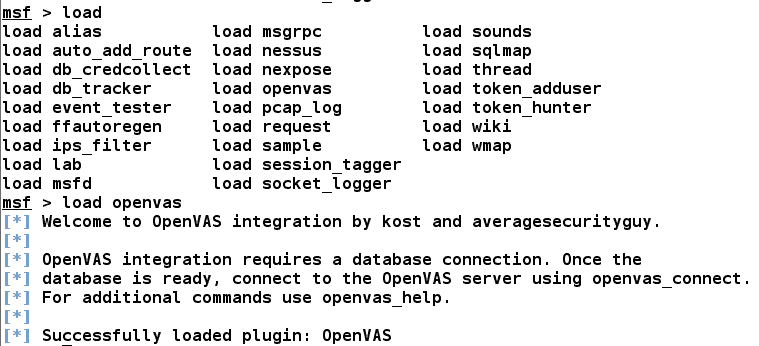 msf > load
load alias load msgrpc load sounds
load auto_add_route load nessus load sqlmap
load db_credcollect load nexpose load thread
load db_tracker load openvas load token_adduser
load event_tester load pcap_log load token_hunter
load ffautoregen load request load wiki
load ips_filter load sample load wmap
load lab load session_tagger
load msfd load socket_logger
msf > load openvas
[*] Welcome to OpenVAS integration by kost and averagesecurityguy.
[*]
[*] OpenVAS integration requires a database connection. Once the
[*] database is ready, connect to the OpenVAS server using openvas_connect.
[*] For additional commands use openvas_help.
[*]
[*] Successfully loaded plugin: OpenVAS